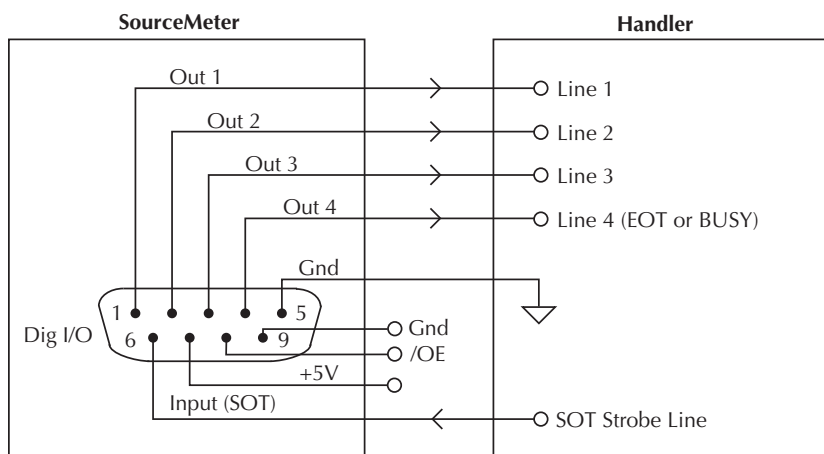 SourceMeter
Handler
Out 1
Line 1
Out 2
Line 2
Out 3
Line 3
Out 4
Line 4 (EOT or BUSY)
Gnd
1
5
Dig I/O
6
9
Gnd
/OE
+5V
Input (SOT)
SOT Strobe Line